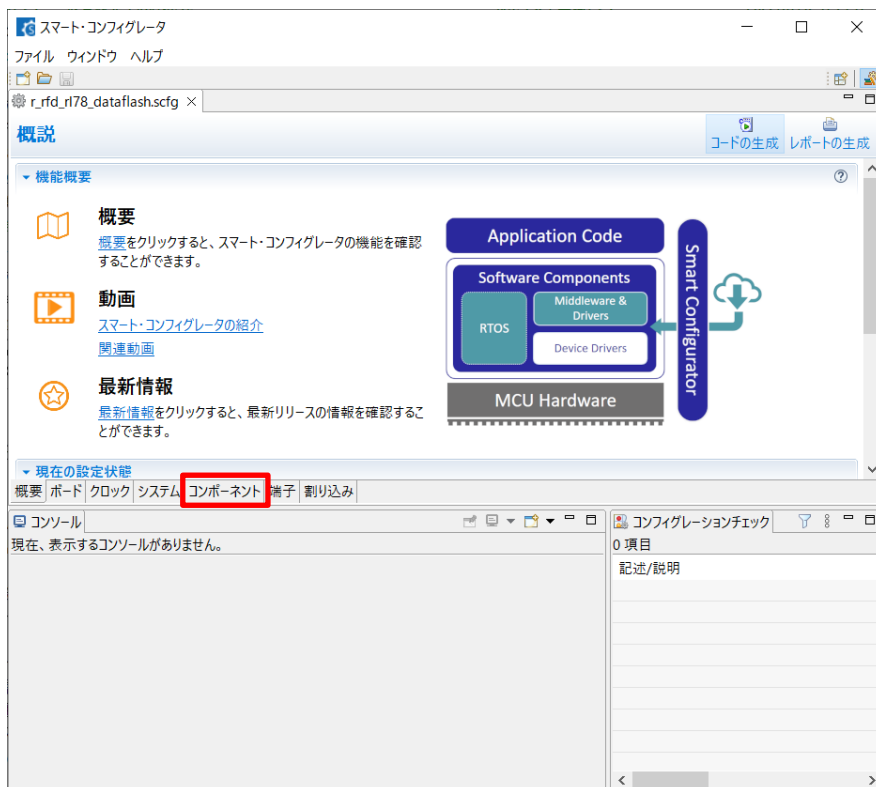 スマート・コンフィグレータ
ファイル ウィンドウ ヘルプ
r_rfd_rl78_dataflash.scfg
概説
コードの生成 レポートの生成
機能概要
概要
概要をクリックすると、スマート・コンフィグレータの機能を確認
することができます。
動画
スマート・コンフィグレータの紹介
関連動画
最新情報
最新情報をクリックすると、最新リリースの情報を確認するこ
とができます。
Application Code
Software Components
RTOS
Middleware &
Drivers
Device Drivers
MCU Hardware
Smart Configurator
現在の設定状態
概要 ボード クロック システム コンポーネント 端子 割り込み
コンソール
現在、表示するコンソールがありません。
コンフィグレーションチェック
0 項目
記述/説明